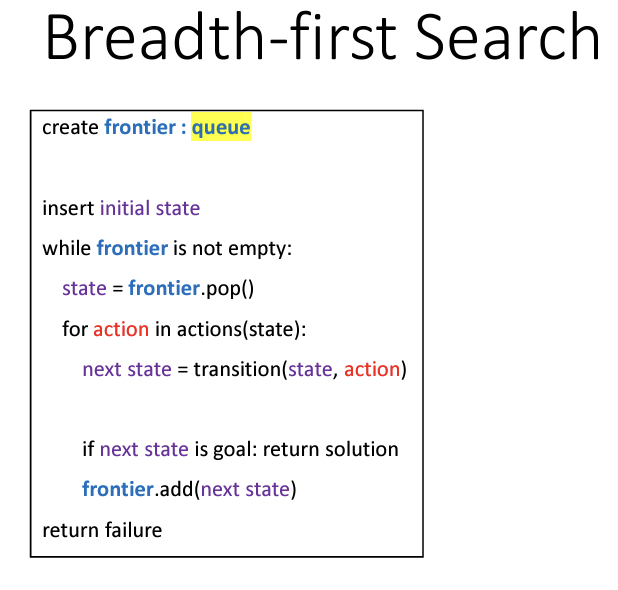 Breadth-first Search
create frontier : queue
insert initial state
while frontier is not empty:
state = frontier.pop()
for action in actions(state):
next state = transition(state, action)
if next state is goal: return solution
frontier.add(next state)
return failure